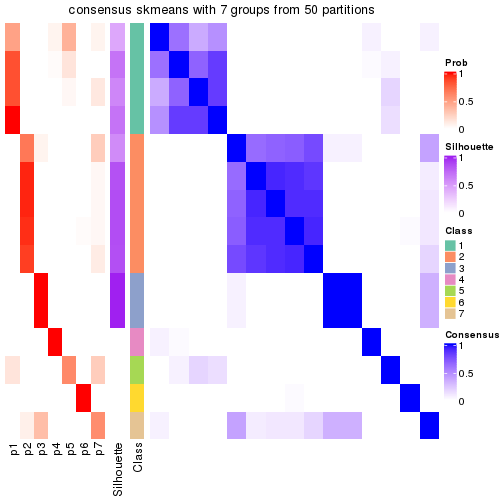 consensus skmeans with 7 groups from 50 partitions
Prob
1
0.5
0
Silhouette
1
0.5
0
Class
1
2
3
4
5
6
7
Consensus
1
0.5
0
p1
p2
p3
p4
p5
p6
p7
Silhouette
Class